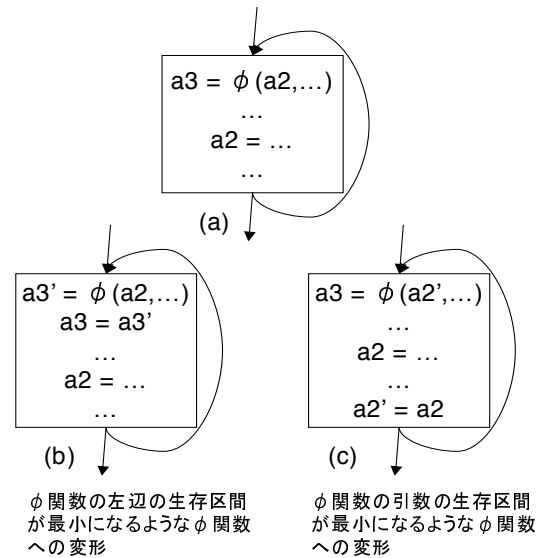 a3 = φ(a2,…)
…
a2 = …
…
(a)
a3' = φ(a2,…)
a3 = a3'
…
a2 = …
…
(b)
φ関数の左辺の生存区間
が最小になるようなφ関数
への変形
a3 = φ(a2',…)
…
a2 = …
…
a2' = a2
(c)
φ関数の引数の生存区間
が最小になるようなφ関数
への変形